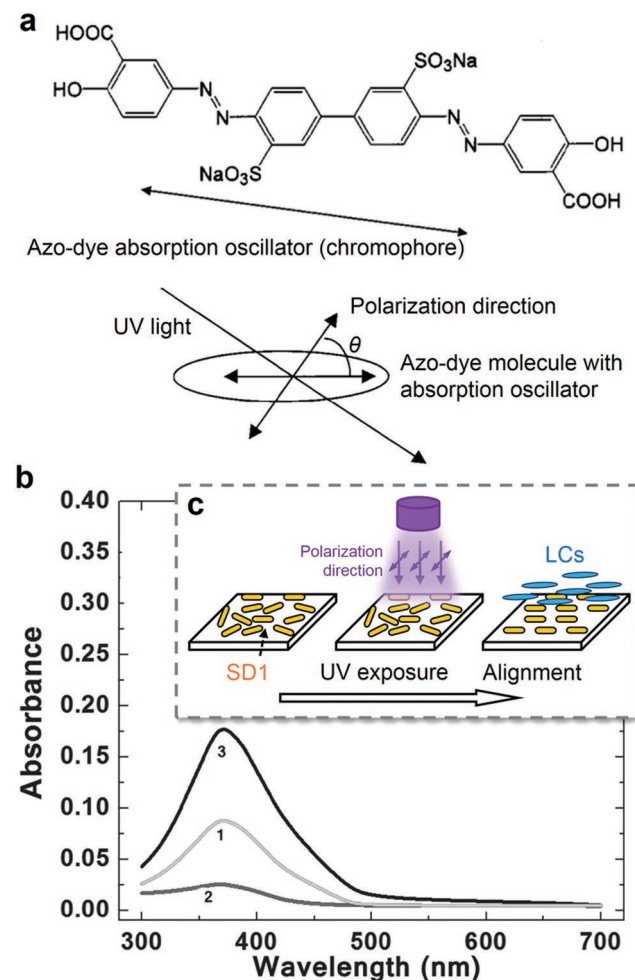 a
HOOC
HO
N
N
SO₃Na
NaO₃S
N
N
OH
COOH
Azo-dye absorption oscillator (chromophore)
Polarization direction
UV light
θ
Azo-dye molecule with
absorption oscillator
b
c
Polarization
direction
LCs
SD1
UV exposure
Alignment
Absorbance
0.40
0.35
0.30
0.25
0.20
0.15
0.10
0.05
0.00
3
1
2
300
400
500
600
700
Wavelength (nm)